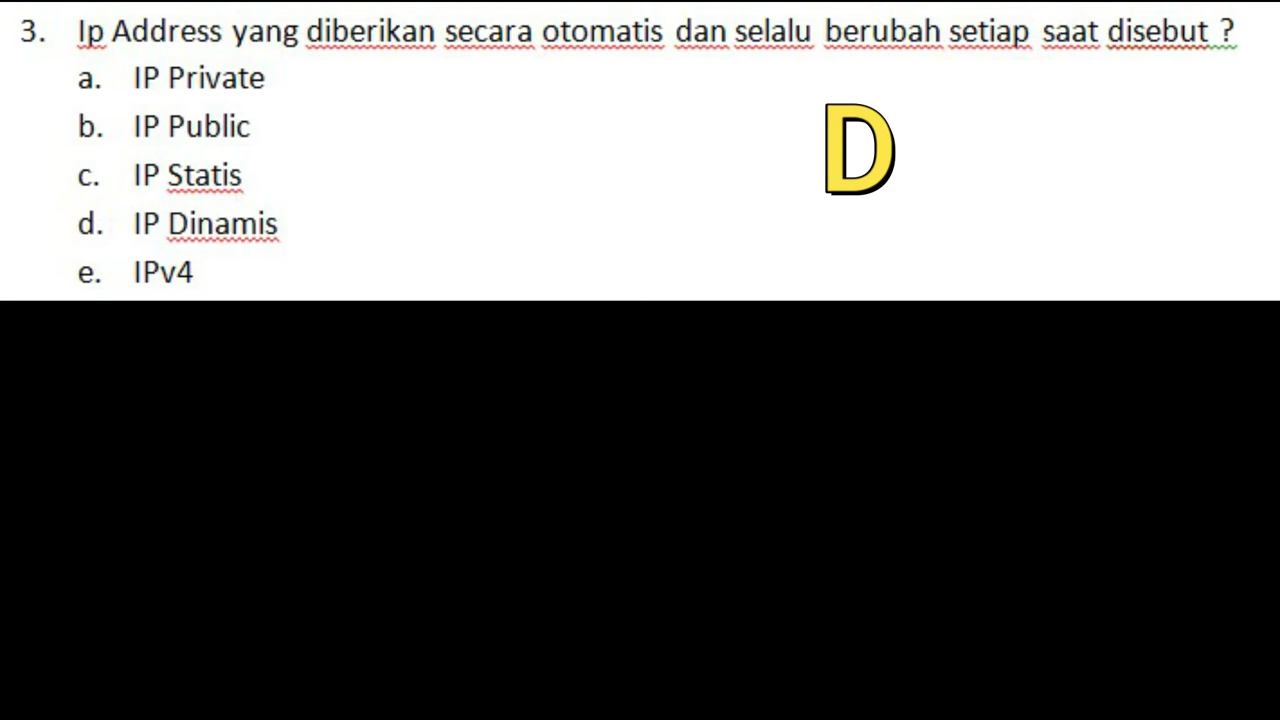 3. Ip Address yang diberikan secara otomatis dan selalu berubah setiap saat disebut ?
a. IP Private
b. IP Public
D
c. IP Statis
d. IP Dinamis
e. IPv4